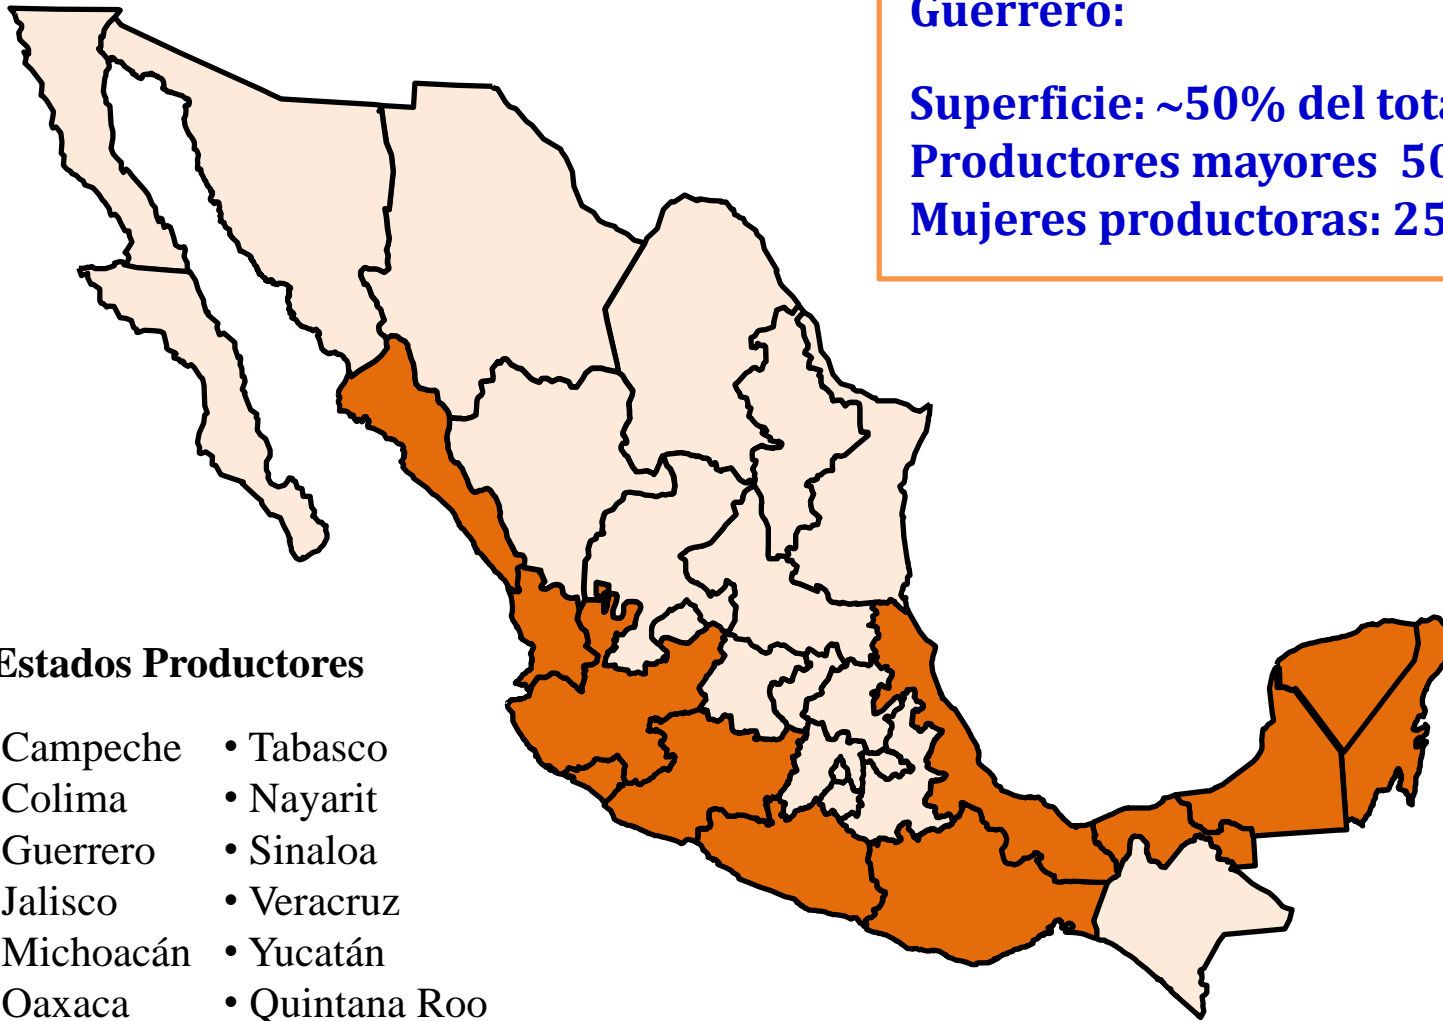 Guerrero:
Superficie: ~50% del tota
Productores mayores 50
Mujeres productoras: 25
Estados Productores
Campeche • Tabasco
Colima • Nayarit
Guerrero • Sinaloa
Jalisco • Veracruz
Michoacán • Yucatán
Oaxaca • Quintana Roo